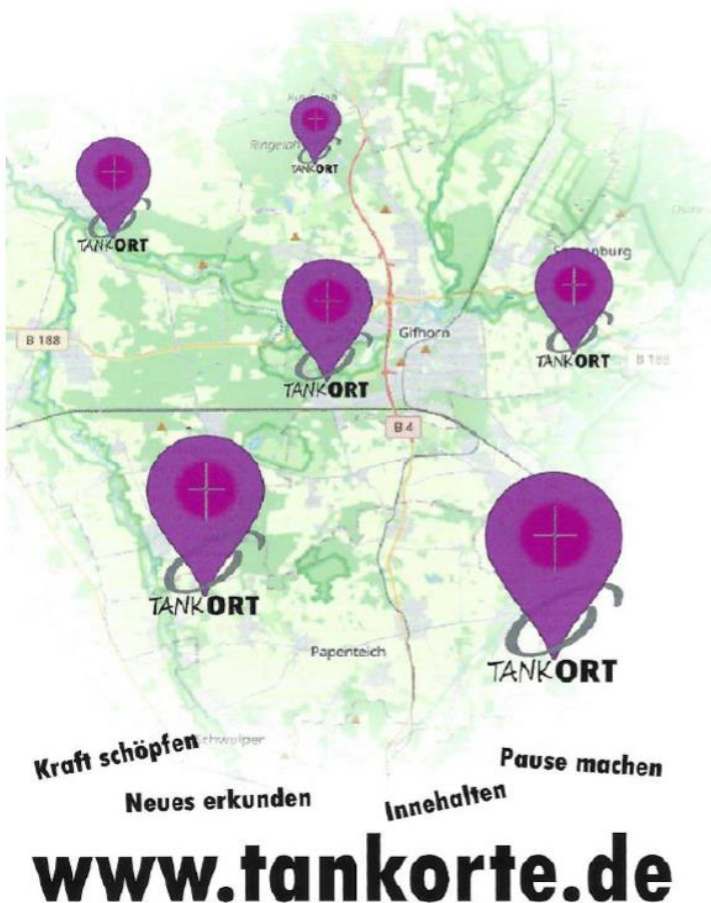 Ringelah
TANKORT
TANKORT
B 188
Gifhorn
TANKORT
TANKORT
B 188
B 4
TANKORT
Papenteich
TANKORT
Schwülper
Kraft schöpfen
Pause machen
Neues erkunden
Innehalten
www.tankorte.de